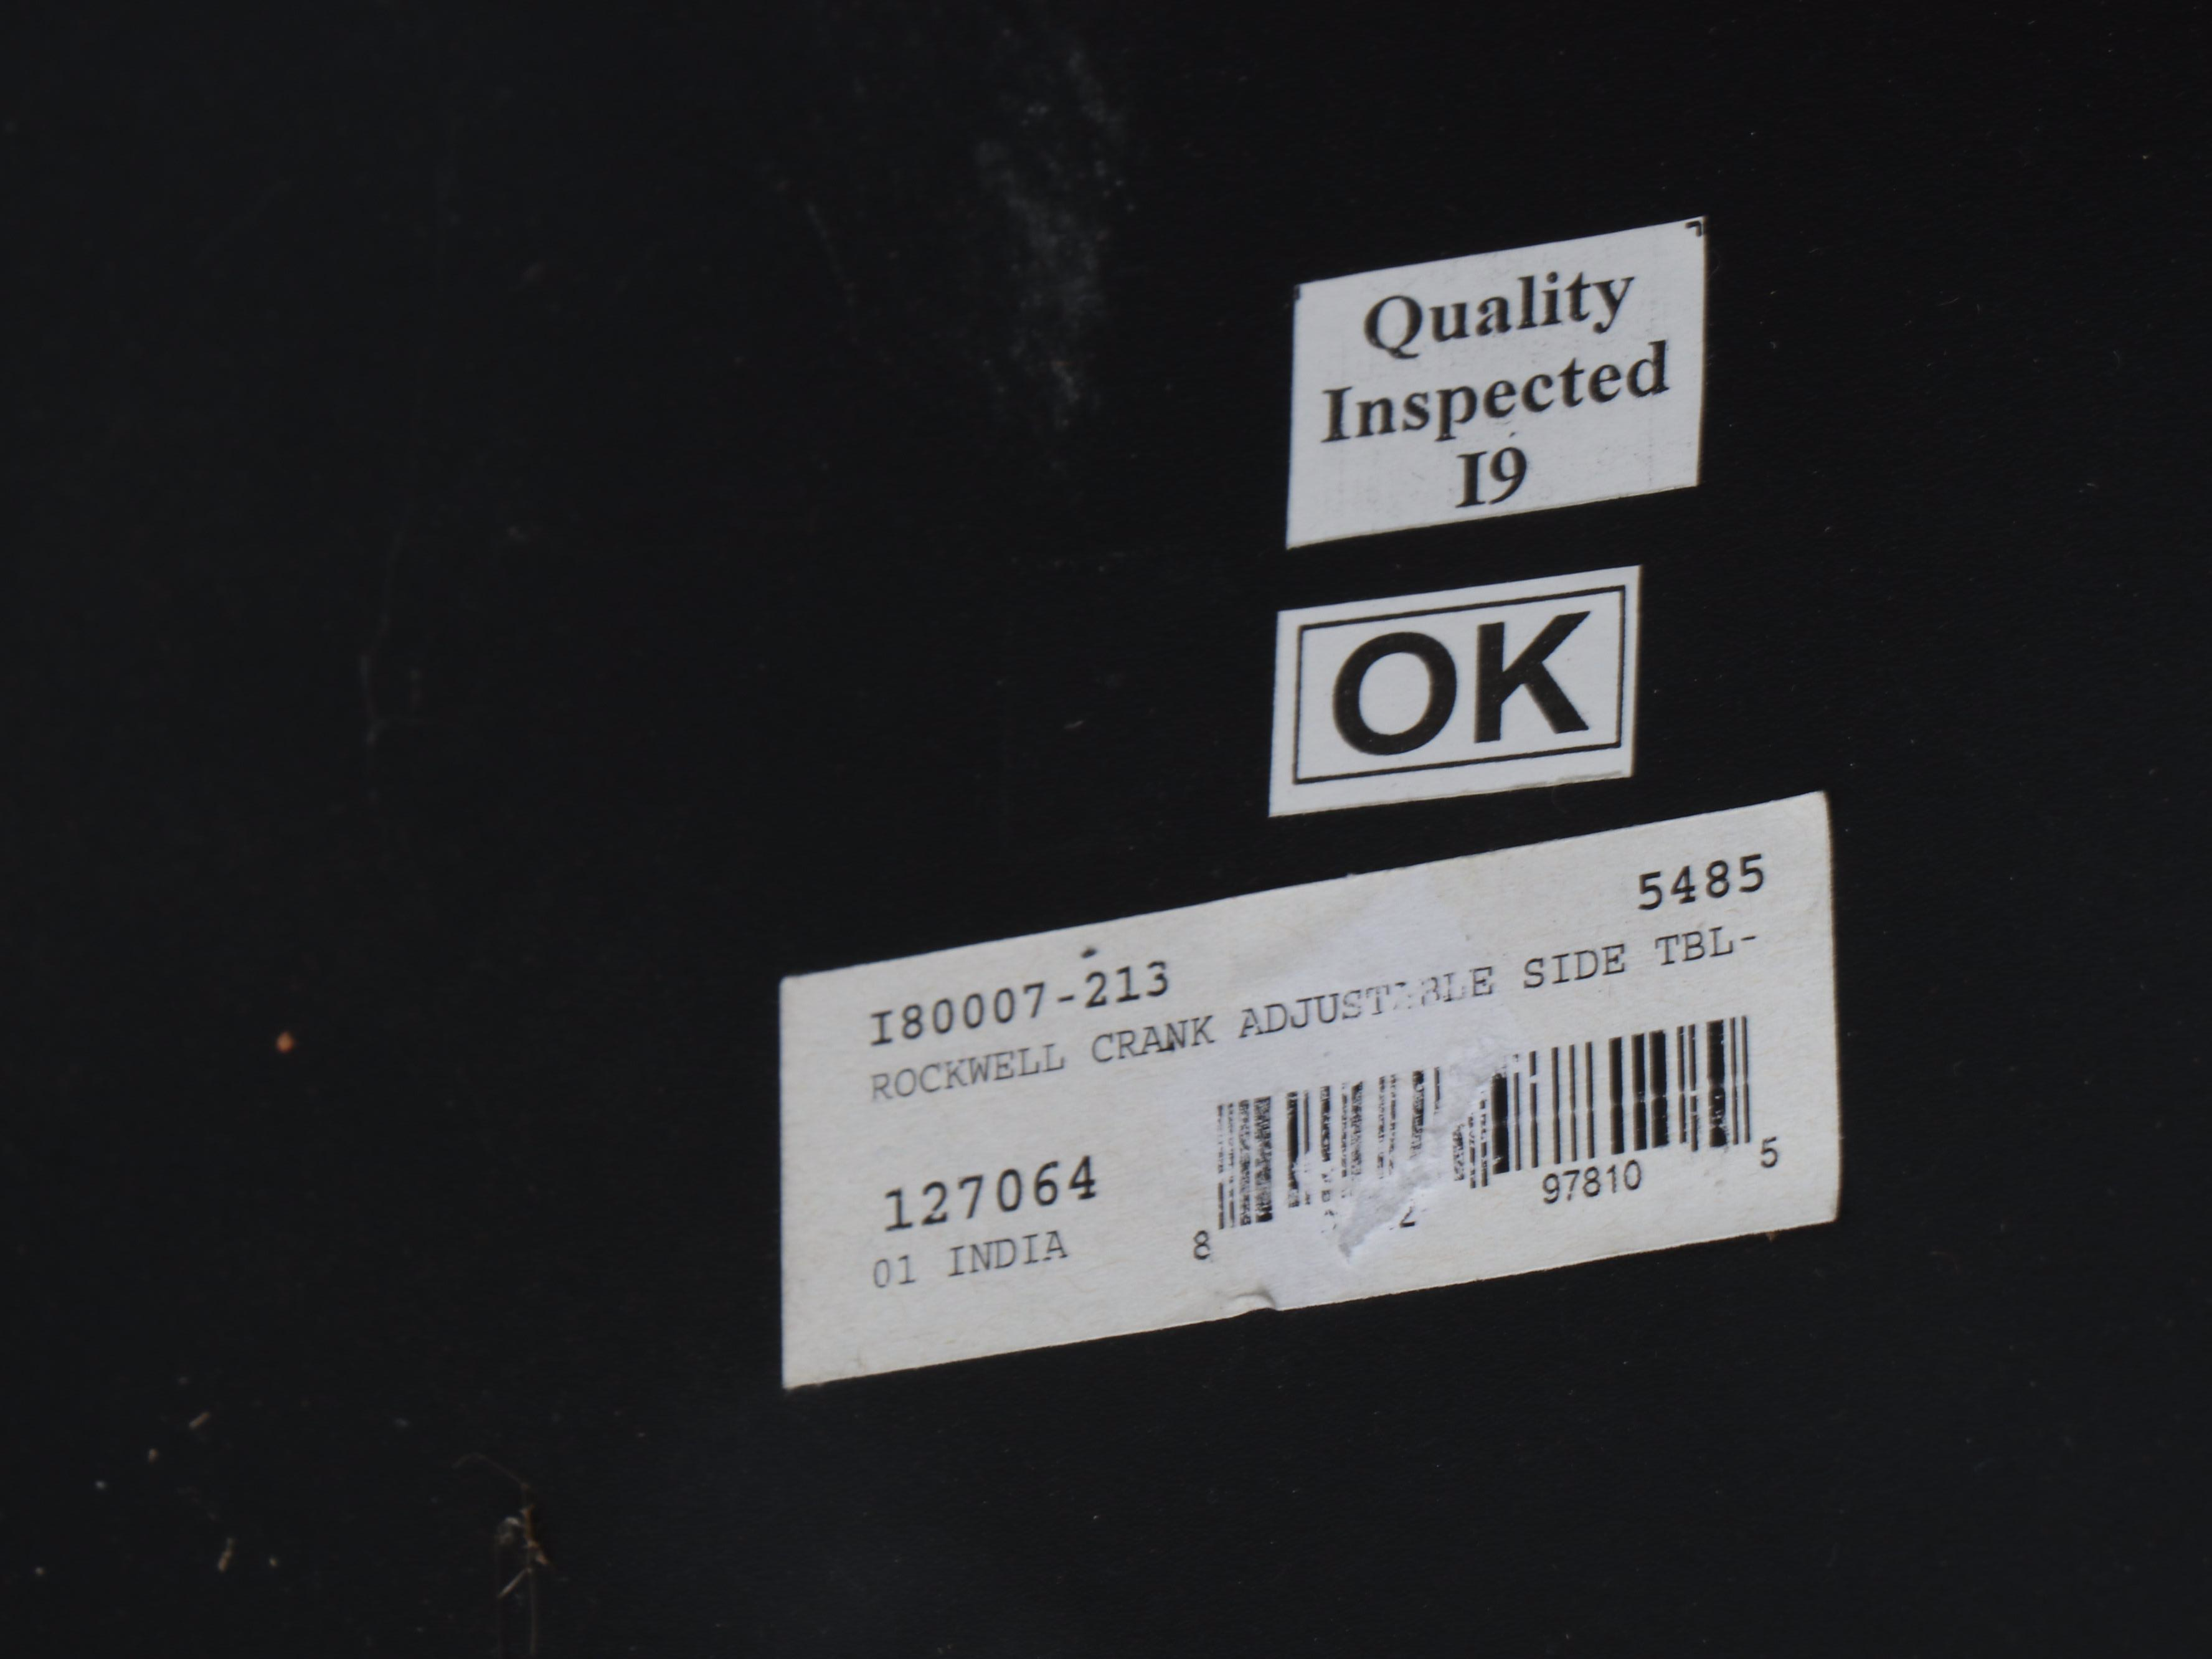 Quality
Inspected
I9
OK
5485
I80007-213
ROCKWELL CRANK ADJUSTABLE SIDE TBL-
127064
01 INDIA
8 97810 5